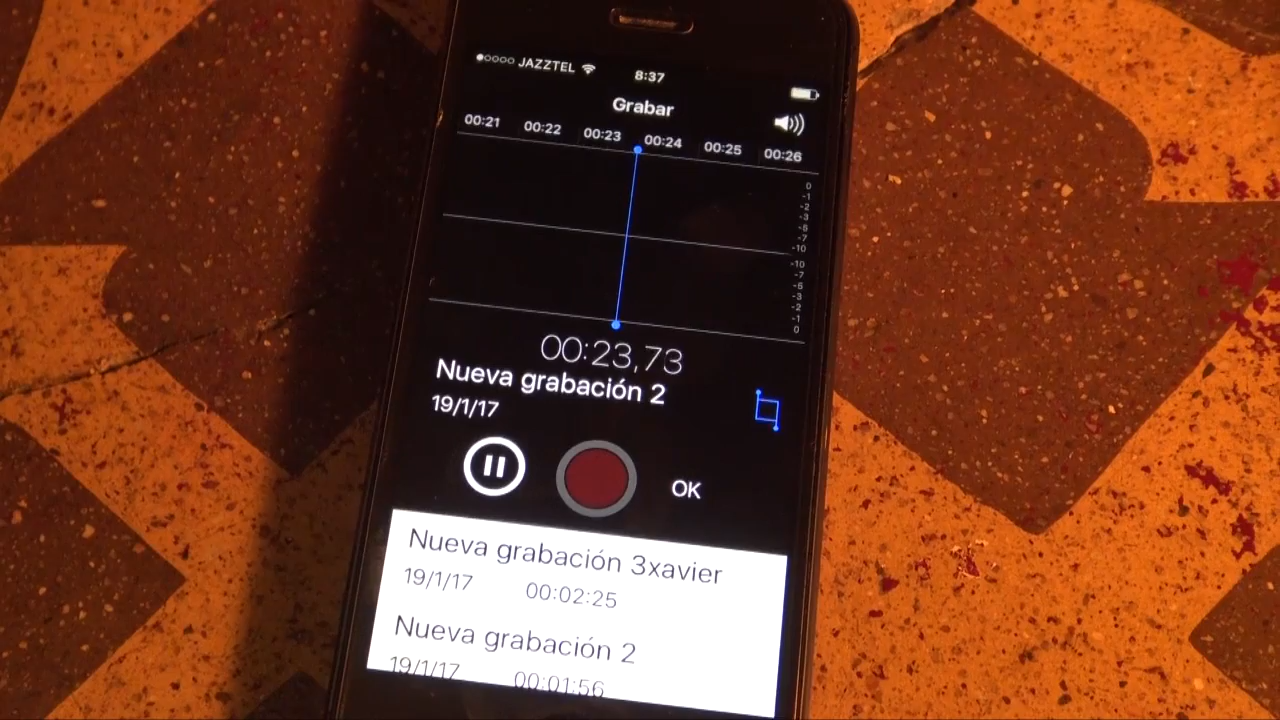 JAZZTEL 8:37
Grabar
00:21 00:22 00:23 00:24 00:25 00:26
0
-1
-2
-3
-5
-7
-10
-10
-7
-5
-3
-2
-1
0
00:23,73
Nueva grabación 2
19/1/17
OK
Nueva grabación 3xavier
19/1/17 00:02:25
Nueva grabación 2
19/1/17 00:01:56